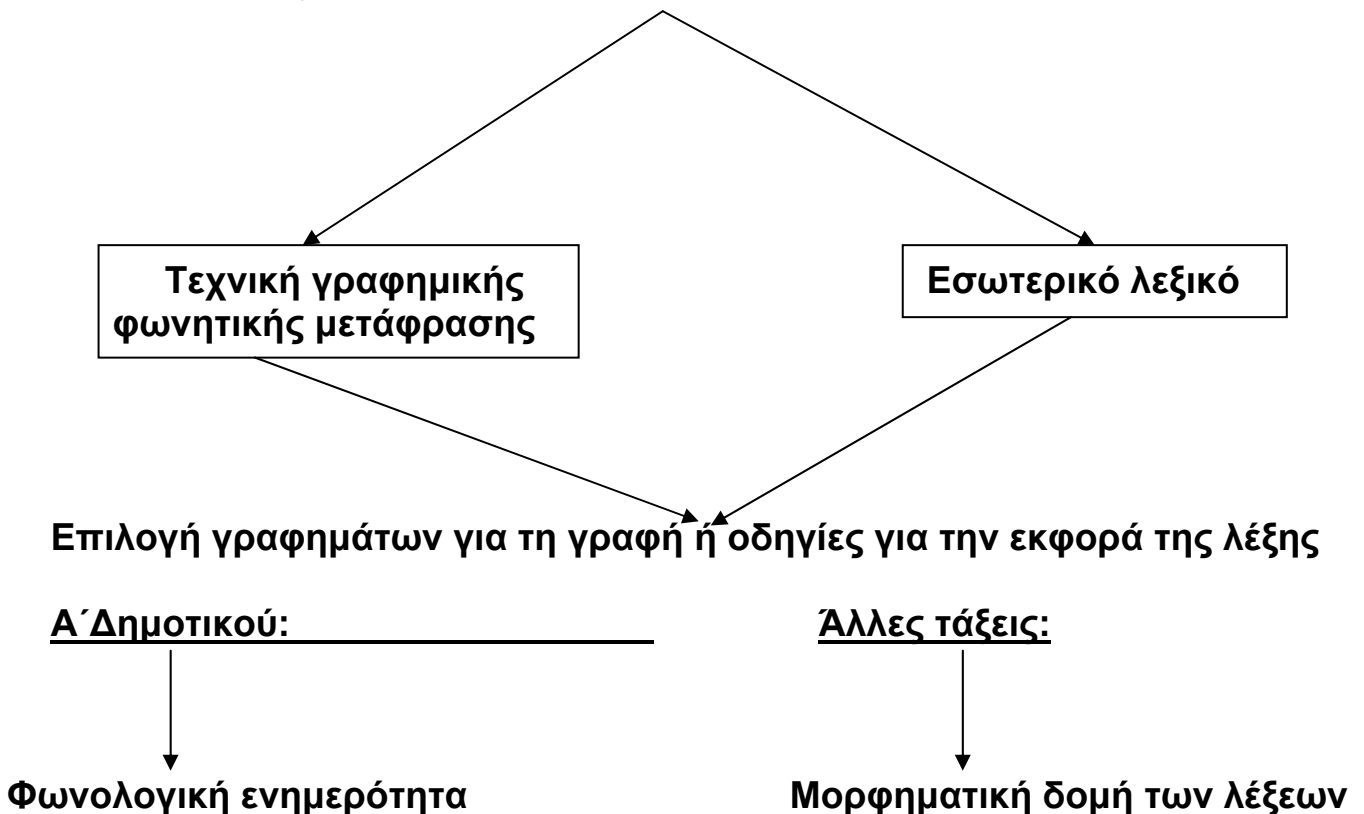 Τεχνική γραφημικής
φωνητικής μετάφρασης
Εσωτερικό λεξικό
Επιλογή γραφημάτων για τη γραφή ή οδηγίες για την εκφορά της λέξης
Α΄Δημοτικού:
Άλλες τάξεις:
Φωνολογική ενημερότητα
Μορφηματική δομή των λέξεων